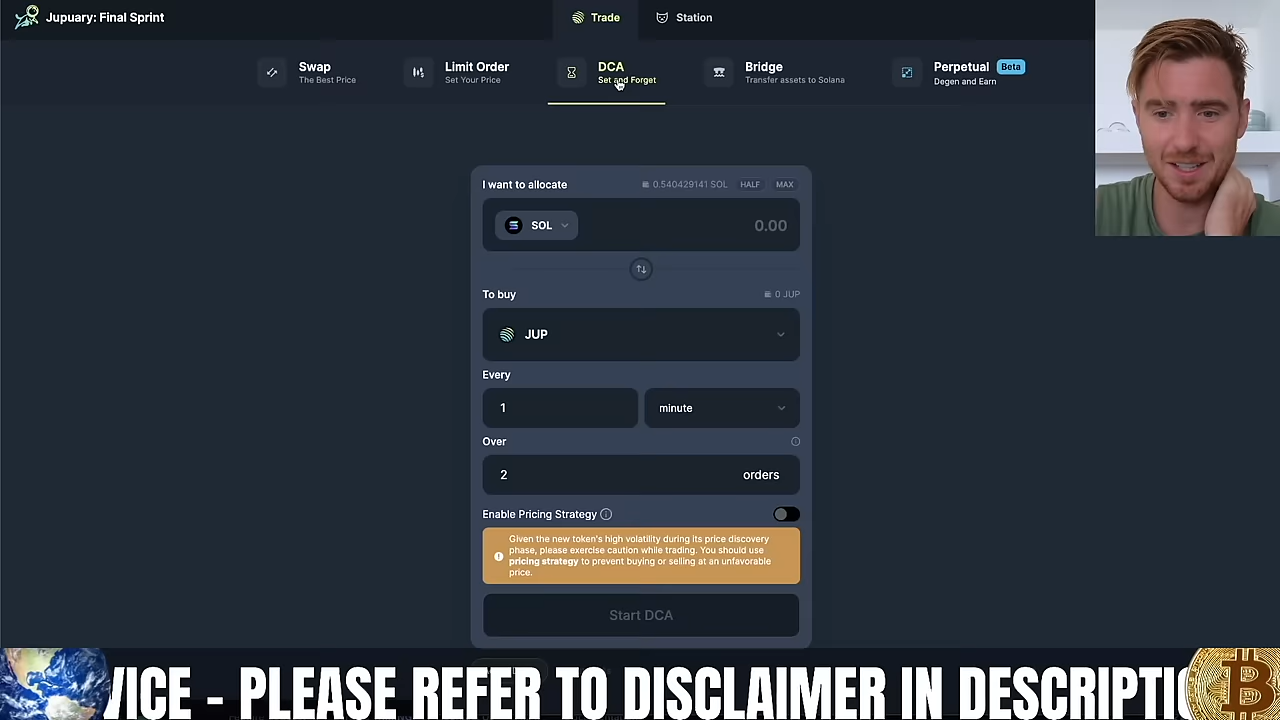 Jupuary: Final Sprint
Trade
Station
Swap
The Best Price
Limit Order
Set Your Price
DCA
Set and Forget
Bridge
Transfer assets to Solana
Perpetual
Beta
Degen and Earn
I want to allocate
0.540429141 SOL
HALF
MAX
SOL
0.00
To buy
0 JUP
JUP
Every
1
minute
Over
2
orders
Enable Pricing Strategy
Given the new token's high volatility during its price discovery
phase, please exercise caution while trading. You should use
pricing strategy to prevent buying or selling at an unfavorable
price.
Start DCA
VICE - PLEASE REFER TO DISCLAIMER IN DESCRIPTIO